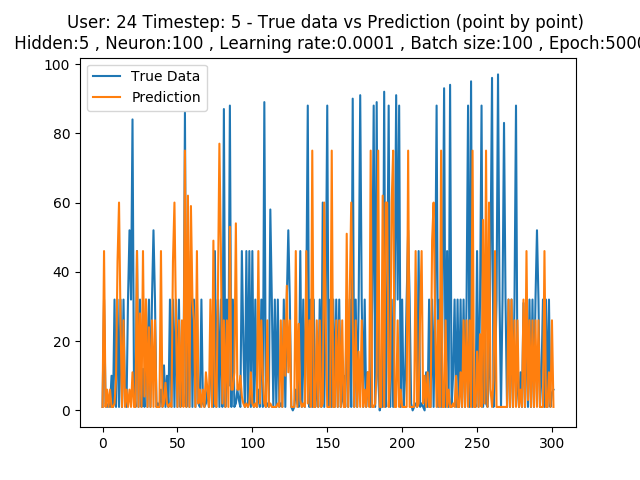 User: 24 Timestep: 5 - True data vs Prediction (point by point)
Hidden:5 , Neuron:100 , Learning rate:0.0001 , Batch size:100 , Epoch:5000
True Data
Prediction
100
80
60
40
20
0
0 50 100 150 200 250 300